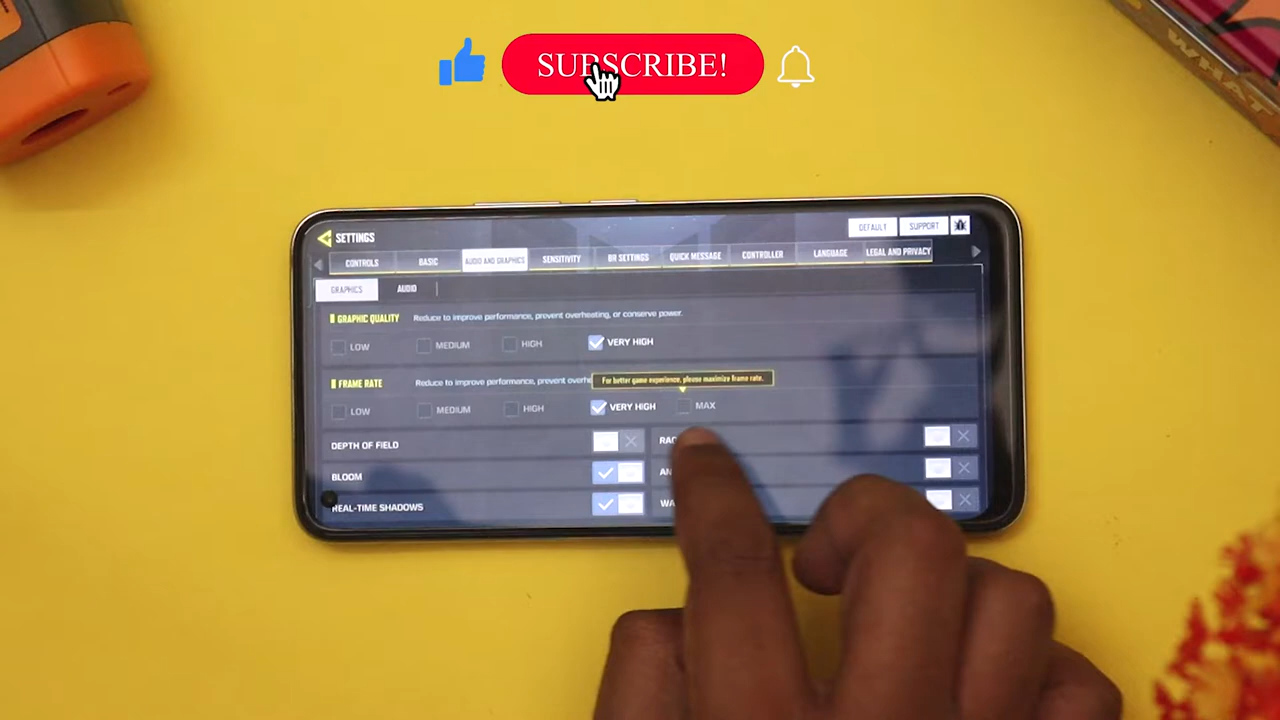 SUBSCRIBE!
WHAT
SETTINGS
DEFAULT SUPPORT
CONTROLS BASIC AUDIO AND GRAPHICS SENSITIVITY BR SETTINGS QUICK MESSAGE CONTROLLER LANGUAGE LEGAL AND PRIVACY
GRAPHICS AUDIO
GRAPHIC QUALITY Reduce to improve performance, prevent overheating, or conserve power.
LOW MEDIUM HIGH VERY HIGH
For better game experience, please maximize frame rate.
FRAME RATE Reduce to improve performance, prevent
LOW MEDIUM HIGH VERY HIGH MAX
DEPTH OF FIELD
BLOOM
REAL-TIME SHADOWS